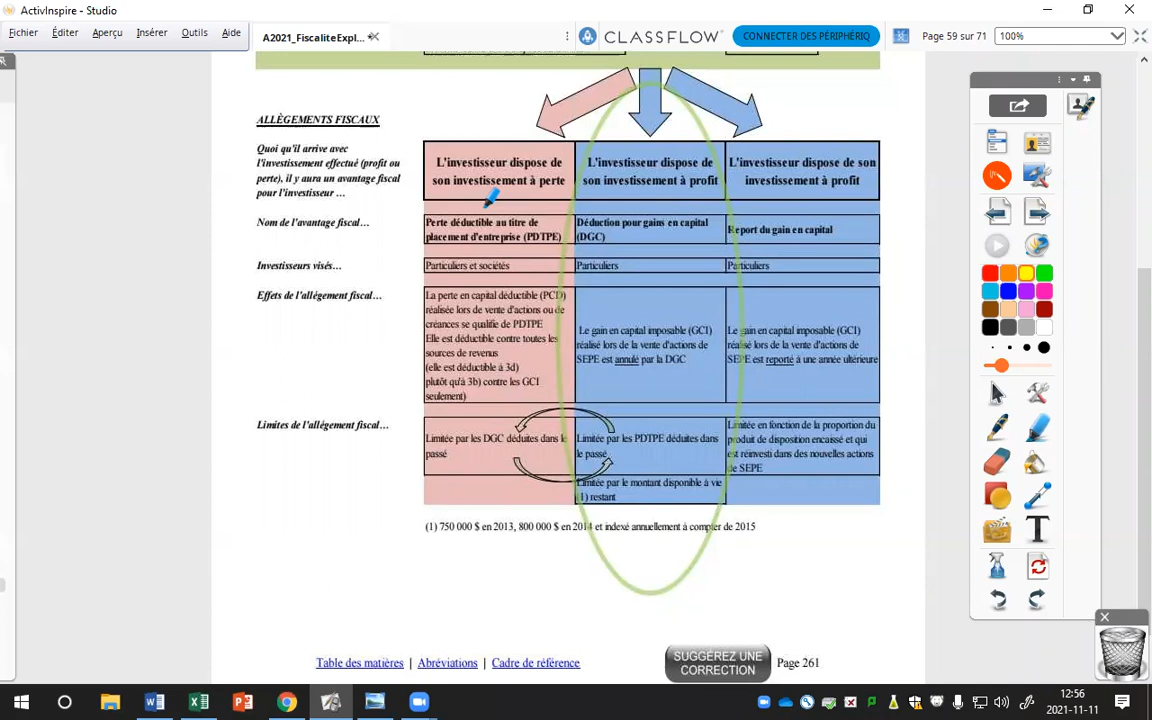 ActivInspire - Studio
Fichier Éditer Aperçu Insérer Outils Aide
A2021_FiscaliteExpl...
CLASSFLOW
CONNECTER DES PÉRIPHÉRIQ
Page 59 sur 71
100%
ALLÈGEMENTS FISCAUX
Quoi qu'il arrive avec
l'investissement effectué (profit ou
perte), il y aura un avantage fiscal
pour l'investisseur ...
L'investisseur dispose de
son investissement à perte
L'investisseur dispose de
son investissement à profit
L'investisseur dispose de son
investissement à profit
Nom de l'avantage fiscal...
Perte déductible au titre de
placement d'entreprise (PDTPE)
Déduction pour gains en capital
(DGC)
Report du gain en capital
Investisseurs visés...
Particuliers et sociétés
Particuliers
Particuliers
Effets de l'allégement fiscal...
La perte en capital déductible (PCD)
réalisée lors de vente d'actions ou de
créances se qualifie de PDTPE
Elle est déductible contre toutes les
sources de revenus
(elle est déductible à 3d)
plutôt qu'à 3b) contre les GCI
seulement)
Le gain en capital imposable (GCI)
réalisé lors de la vente d'actions de
SEPE est annulé par la DGC
Le gain en capital imposable (GCI)
réalisé lors de la vente d'actions de
SEPE est reporté à une année ultérieure
Limites de l'allégement fiscal...
Limitée par les DGC déduites dans le
passé
Limitée par les PDTPE déduites dans
le passé
Limitée par le montant disponible à vie
(1) restant
Limitée en fonction de la proportion du
produit de disposition encaissé et qui
est réinvesti dans des nouvelles actions
de SEPE
(1) 750 000 $ en 2013, 800 000 $ en 2014 et indexé annuellement à compter de 2015
Table des matières | Abréviations | Cadre de référence
SUGGÉREZ UNE
CORRECTION
Page 261
12:56
2021-11-11